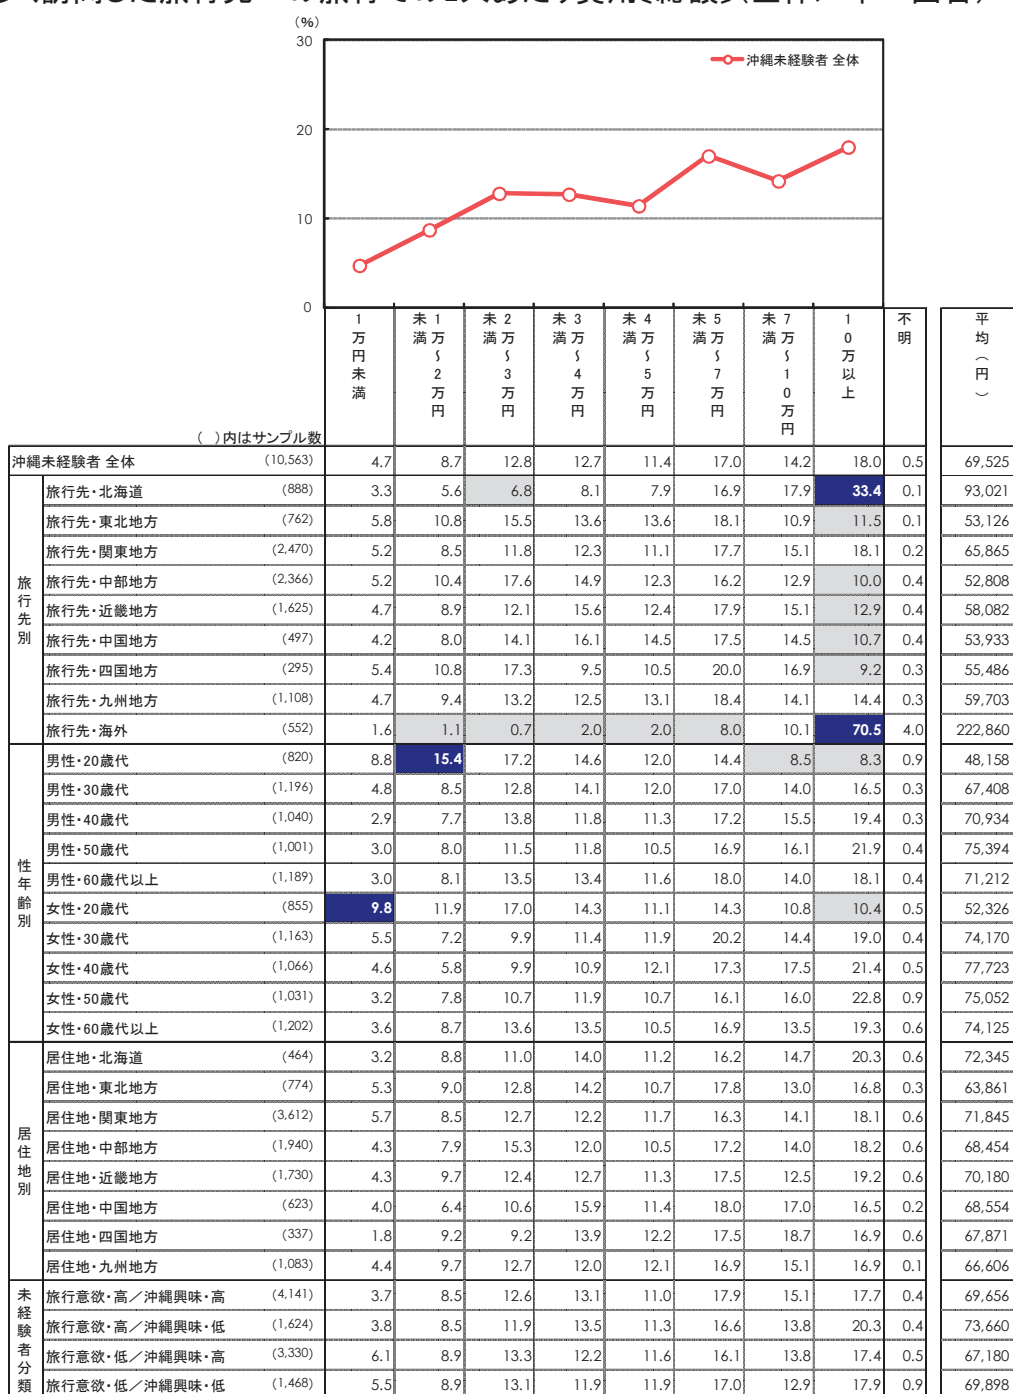 (%)
30
沖縄未経験者 全体
20
10
0
1万円未満 1万～2万円未満 2万～3万円未満 3万～4万円未満 4万～5万円未満 5万～7万円未満 7万～10万円未満 10万以上 不明 平均(円)
( )内はサンプル数
沖縄未経験者 全体 (10,563) 4.7 8.7 12.8 12.7 11.4 17.0 14.2 18.0 0.5 69,525
旅行先別
旅行先・北海道 (888) 3.3 5.6 6.8 8.1 7.9 16.9 17.9 33.4 0.1 93,021
旅行先・東北地方 (762) 5.8 10.8 15.5 13.6 13.6 18.1 10.9 11.5 0.1 53,126
旅行先・関東地方 (2,470) 5.2 8.5 11.8 12.3 11.1 17.7 15.1 18.1 0.2 65,865
旅行先・中部地方 (2,366) 5.2 10.4 17.6 14.9 12.3 16.2 12.9 10.0 0.4 52,808
旅行先・近畿地方 (1,625) 4.7 8.9 12.1 15.6 12.4 17.9 15.1 12.9 0.4 58,082
旅行先・中国地方 (497) 4.2 8.0 14.1 16.1 14.5 17.5 14.5 10.7 0.4 53,933
旅行先・四国地方 (295) 5.4 10.8 17.3 9.5 10.5 20.0 16.9 9.2 0.3 55,486
旅行先・九州地方 (1,108) 4.7 9.4 13.2 12.5 13.1 18.4 14.1 14.4 0.3 59,703
旅行先・海外 (552) 1.6 1.1 0.7 2.0 2.0 8.0 10.1 70.5 4.0 222,860
性年齢別
男性・20歳代 (820) 8.8 15.4 17.2 14.6 12.0 14.4 8.5 8.3 0.9 48,158
男性・30歳代 (1,196) 4.8 8.5 12.8 14.1 12.0 17.0 14.0 16.5 0.3 67,408
男性・40歳代 (1,040) 2.9 7.7 13.8 11.8 11.3 17.2 15.5 19.4 0.3 70,934
男性・50歳代 (1,001) 3.0 8.0 11.5 11.8 10.5 16.9 16.1 21.9 0.4 75,394
男性・60歳代以上 (1,189) 3.0 8.1 13.5 13.4 11.6 18.0 14.0 18.1 0.4 71,212
女性・20歳代 (855) 9.8 11.9 17.0 14.3 11.1 14.3 10.8 10.4 0.5 52,326
女性・30歳代 (1,163) 5.5 7.2 9.9 11.4 11.9 20.2 14.4 19.0 0.4 74,170
女性・40歳代 (1,066) 4.6 5.8 9.9 10.9 12.1 17.3 17.5 21.4 0.5 77,723
女性・50歳代 (1,031) 3.2 7.8 10.7 11.9 10.7 16.1 16.0 22.8 0.9 75,052
女性・60歳代以上 (1,202) 3.6 8.7 13.6 13.5 10.5 16.9 13.5 19.3 0.6 74,125
居住地別
居住地・北海道 (464) 3.2 8.8 11.0 14.0 11.2 16.2 14.7 20.3 0.6 72,345
居住地・東北地方 (774) 5.3 9.0 12.8 14.2 10.7 17.8 13.0 16.8 0.3 63,861
居住地・関東地方 (3,612) 5.7 8.5 12.7 12.2 11.7 16.3 14.1 18.1 0.6 71,845
居住地・中部地方 (1,940) 4.3 7.9 15.3 12.0 10.5 17.2 14.0 18.2 0.6 68,454
居住地・近畿地方 (1,730) 4.3 9.7 12.4 12.7 11.3 17.5 12.5 19.2 0.6 70,180
居住地・中国地方 (623) 4.0 6.4 10.6 15.9 11.4 18.0 17.0 16.5 0.2 68,554
居住地・四国地方 (337) 1.8 9.2 9.2 13.9 12.2 17.5 18.7 16.9 0.6 67,871
居住地・九州地方 (1,083) 4.4 9.7 12.7 12.0 12.1 16.9 15.1 16.9 0.1 66,606
未経験者分類
旅行意欲・高／沖縄興味・高 (4,141) 3.7 8.5 12.6 13.1 11.0 17.9 15.1 17.7 0.4 69,656
旅行意欲・高／沖縄興味・低 (1,624) 3.8 8.5 11.9 13.5 11.3 16.6 13.8 20.3 0.4 73,660
旅行意欲・低／沖縄興味・高 (3,330) 6.1 8.9 13.3 12.2 11.6 16.1 13.8 17.4 0.5 67,180
旅行意欲・低／沖縄興味・低 (1,468) 5.5 8.9 13.1 11.9 11.9 17.0 12.9 17.9 0.9 69,898